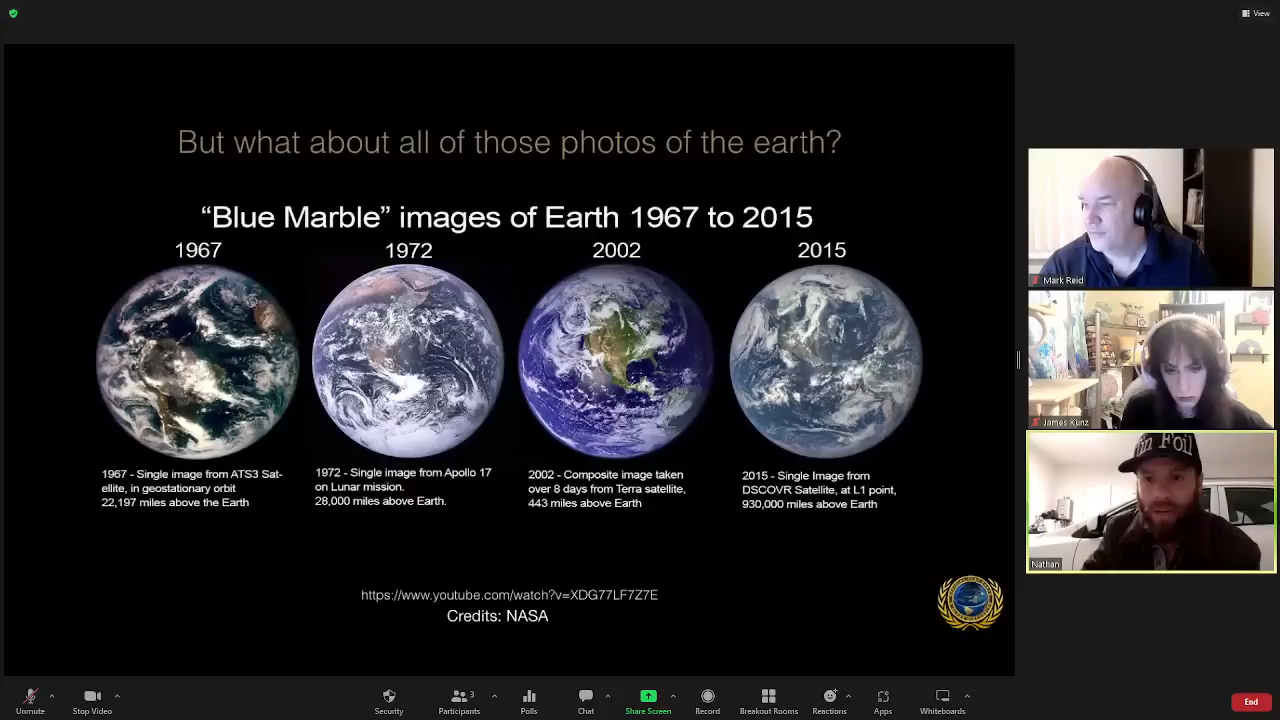 View
But what about all of those photos of the earth?
“Blue Marble” images of Earth 1967 to 2015
1967
1972
2002
2015
1967 - Single image from ATS3 Sat-
ellite, in geostationary orbit
22,197 miles above the Earth
1972 - Single image from Apollo 17
on Lunar mission.
28,000 miles above Earth.
2002 - Composite image taken
over 8 days from Terra satellite,
443 miles above Earth
2015 - Single Image from
DSCOVR Satellite, at L1 point,
930,000 miles above Earth
https://www.youtube.com/watch?v=XDG77LF7Z7E
Credits: NASA
Mark Reid
James Kunz
Foil
Nathan
Unmute
Stop Video
Security
Participants
3
Polls
Chat
Share Screen
Record
Breakout Rooms
Reactions
Apps
Whiteboards
End